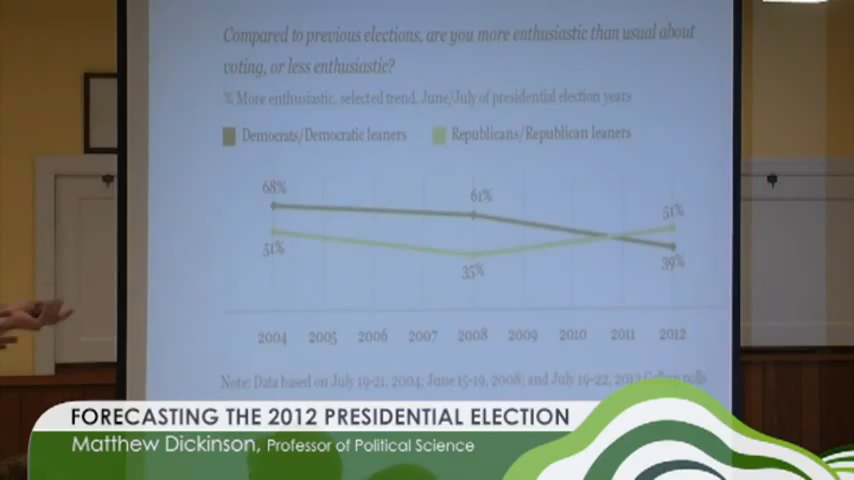 Compared to previous elections, are you more enthusiastic than usual about
voting, or less enthusiastic?
% More enthusiastic, selected trend, June/July of presidential election years
Democrats/Democratic leaners Republicans/Republican leaners
68% 61% 51%
51% 35% 39%
2004 2005 2006 2007 2008 2009 2010 2011 2012
Note: Data based on July 19-21, 2004; June 15-19, 2008; and July 19-22, 2012 Gallup polls
FORECASTING THE 2012 PRESIDENTIAL ELECTION
Matthew Dickinson, Professor of Political Science